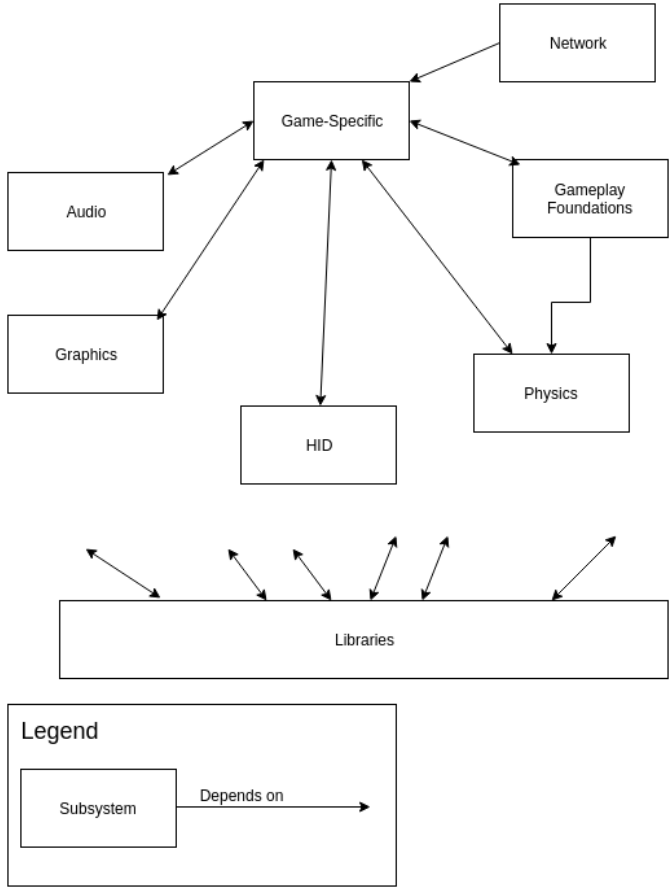 Network
Game-Specific
Gameplay
Foundations
Audio
Graphics
Physics
HID
Libraries
Legend
Depends on
Subsystem